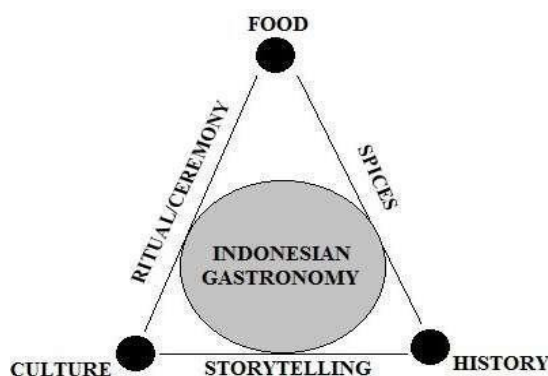 FOOD
RITUAL/CEREMONY
SPICES
INDONESIAN
GASTRONOMY
CULTURE
STORYTELLING
HISTORY